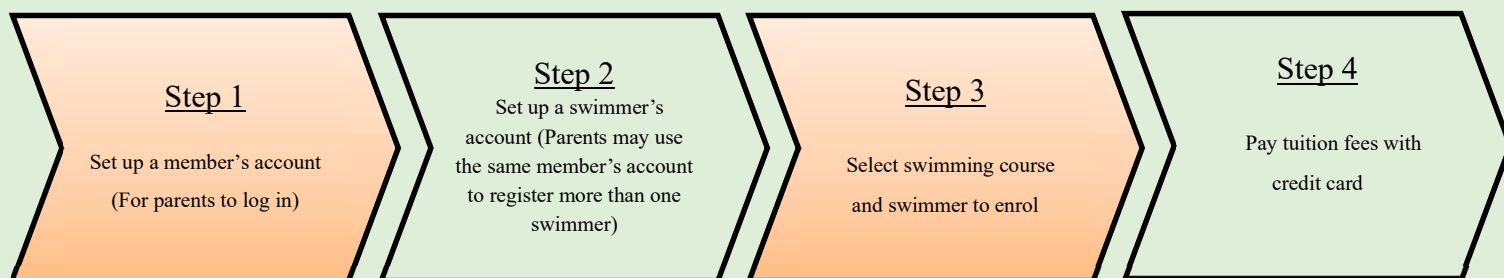 Step 1
Set up a member’s account
(For parents to log in)
Step 2
Set up a swimmer’s
account (Parents may use
the same member’s account
to register more than one
swimmer)
Step 3
Select swimming course
and swimmer to enrol
Step 4
Pay tuition fees with
credit card